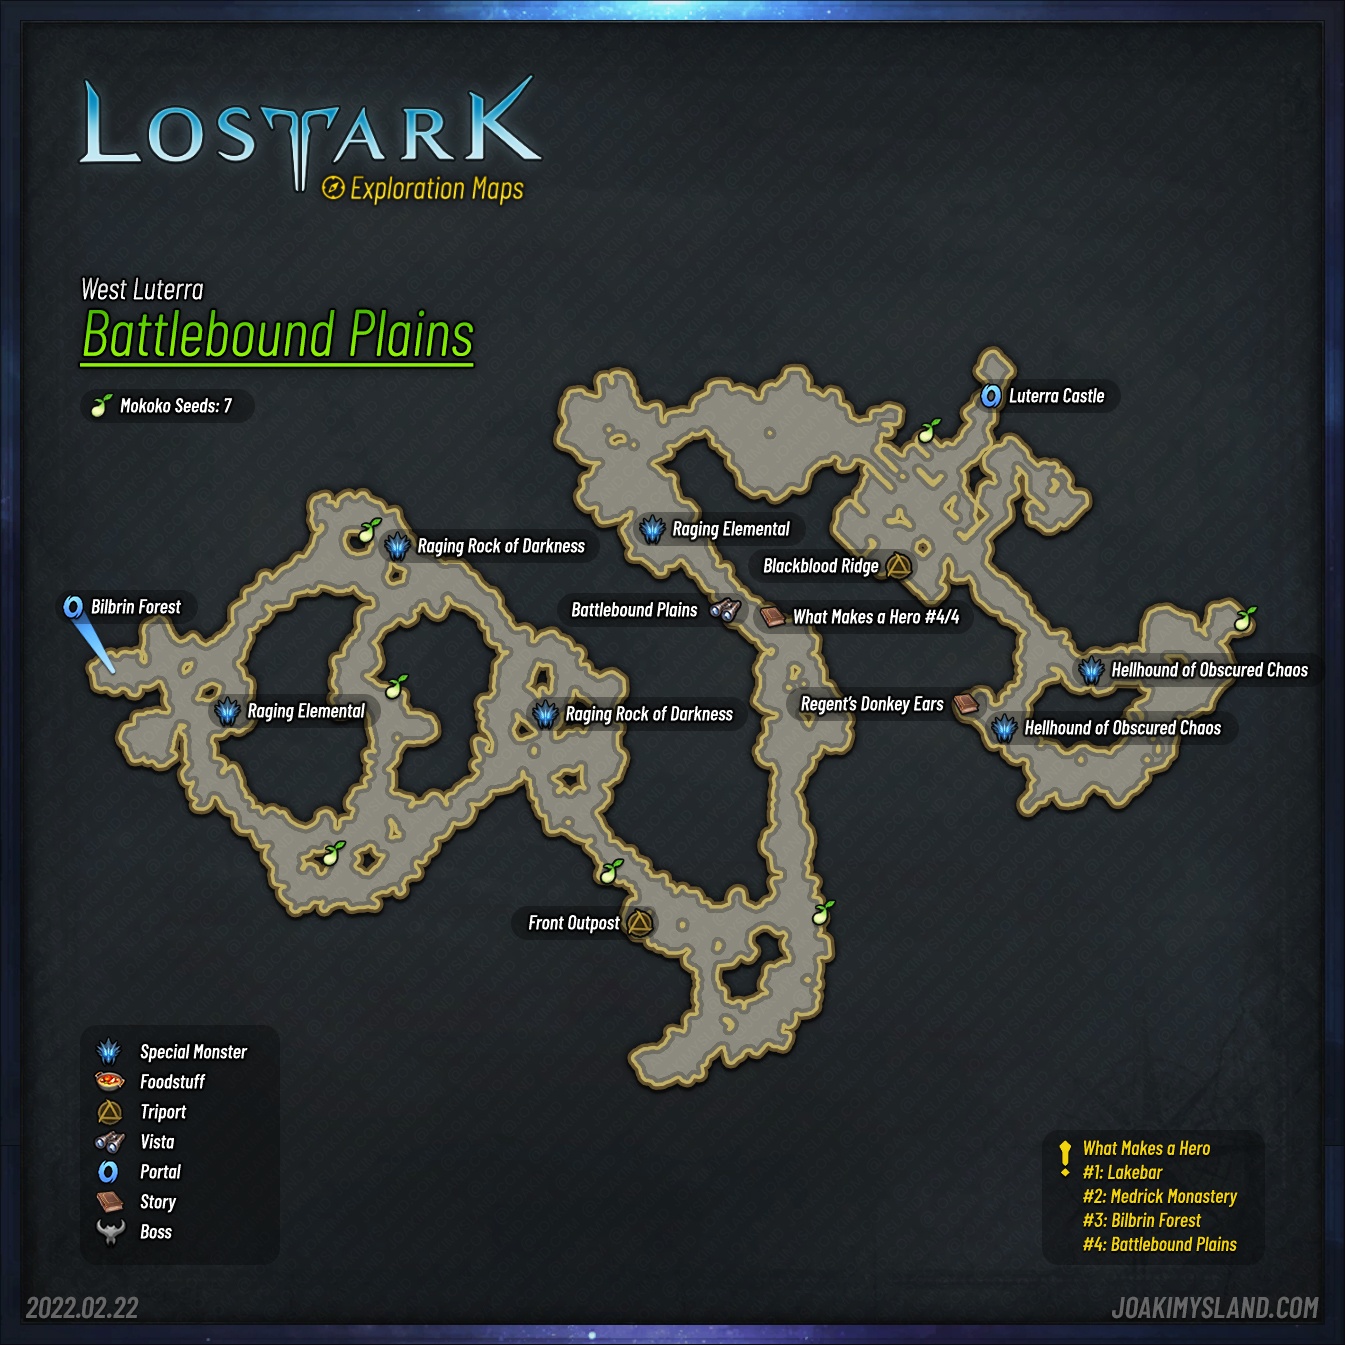 LOST ARK
Exploration Maps
West Luterra
Battlebound Plains
Mokoko Seeds: 7
Luterra Castle
Raging Elemental
Raging Rock of Darkness
Blackblood Ridge
Bilbrin Forest
Battlebound Plains
What Makes a Hero #4/4
Hellhound of Obscured Chaos
Regent's Donkey Ears
Raging Elemental
Raging Rock of Darkness
Hellhound of Obscured Chaos
Front Outpost
Special Monster
Foodstuff
Triport
Vista
Portal
Story
Boss
What Makes a Hero
#1: Lakebar
#2: Medrick Monastery
#3: Bilbrin Forest
#4: Battlebound Plains
2022.02.22
JOAKIMYSLAND.COM